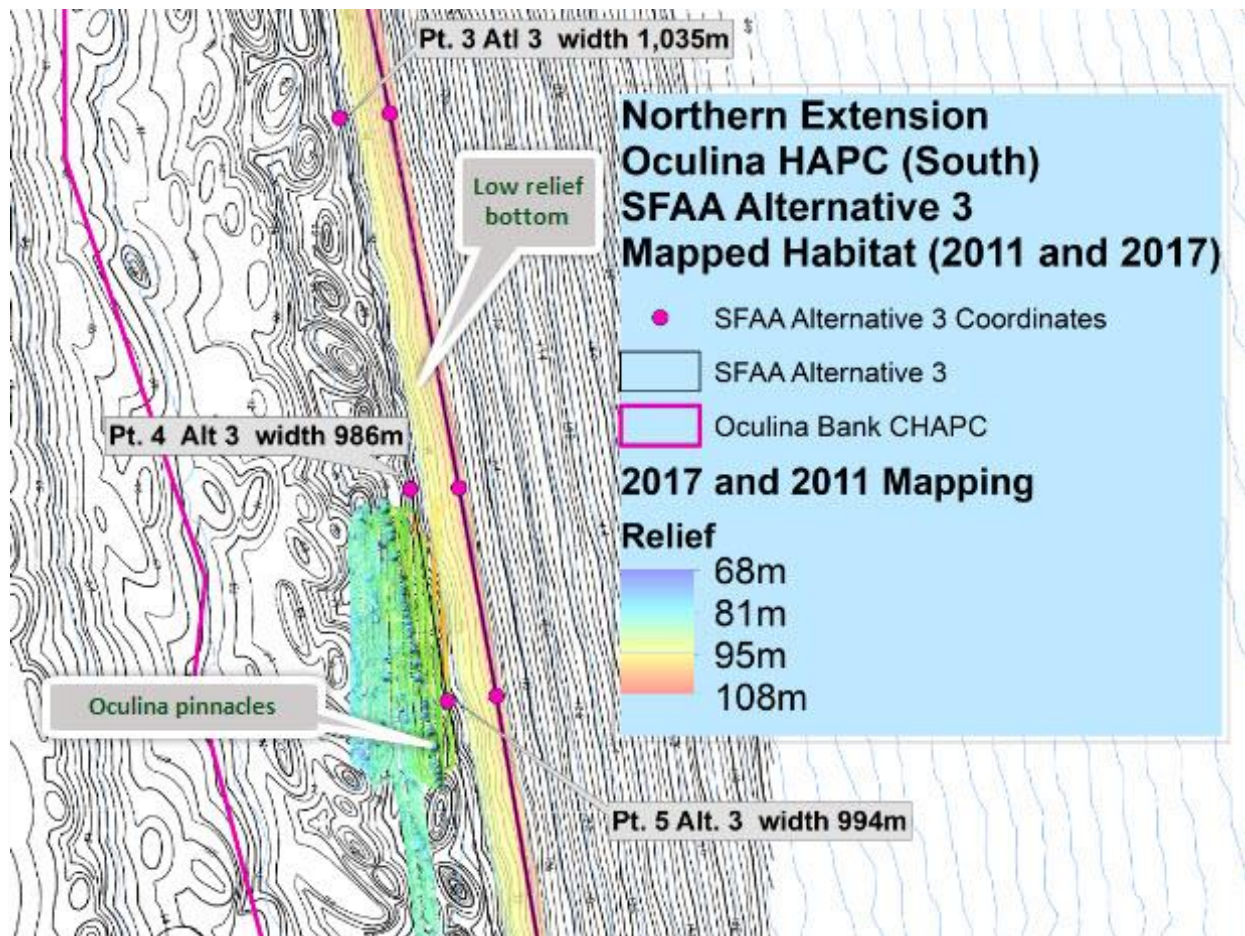 Pt. 3 Atl 3 width 1,035m
Low relief
bottom
Pt. 4 Alt 3 width 986m
Oculina pinnacles
Pt. 5 Alt. 3 width 994m
Northern Extension
Oculina HAPC (South)
SFAA Alternative 3
Mapped Habitat (2011 and 2017)
SFAA Alternative 3 Coordinates
SFAA Alternative 3
Oculina Bank CHAPC
2017 and 2011 Mapping
Relief
68m
81m
95m
108m